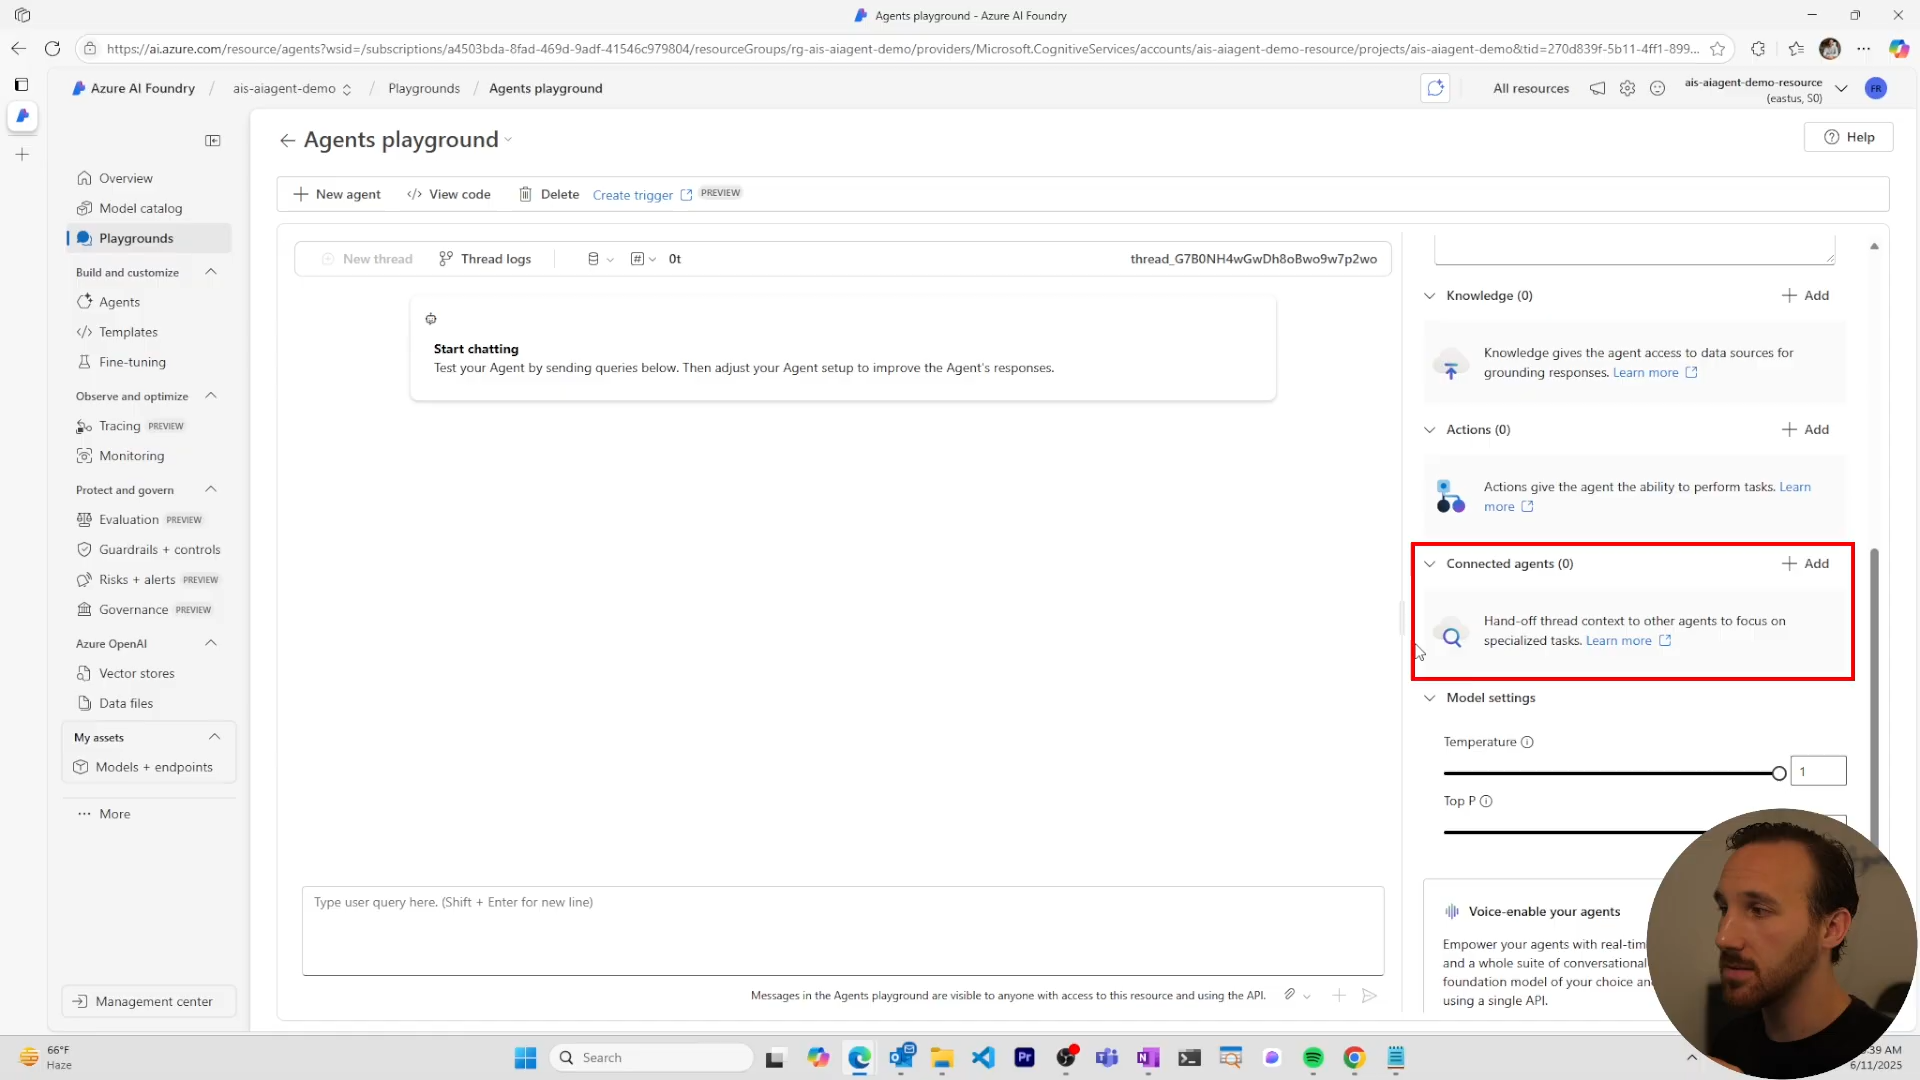 Agents playground - Azure AI Foundry
https://ai.azure.com/resource/agents?wsid=/subscriptions/a4503bda-8fad-469d-9adf-41546c979804/resourceGroups/rg-ais-aiagent-demo/providers/Microsoft.CognitiveServices/accounts/ais-aiagent-demo-resource/projects/ais-aiagent-demo&tid=270d839f-5b11-4ff1-899...
Azure AI Foundry / ais-aiagent-demo / Playgrounds / Agents playground
All resources
ais-aiagent-demo-resource
(eastus, S0)
FR
Agents playground
Help
New agent
View code
Delete
Create trigger PREVIEW
Overview
Model catalog
Playgrounds
Build and customize
Agents
Templates
Fine-tuning
Observe and optimize
Tracing PREVIEW
Monitoring
Protect and govern
Evaluation PREVIEW
Guardrails + controls
Risks + alerts PREVIEW
Governance PREVIEW
Azure OpenAI
Vector stores
Data files
My assets
Models + endpoints
More
Management center
New thread
Thread logs
0t
thread_G7B0NH4wGwDh8oBwo9w7p2wo
Start chatting
Test your Agent by sending queries below. Then adjust your Agent setup to improve the Agent's responses.
Type user query here. (Shift + Enter for new line)
Messages in the Agents playground are visible to anyone with access to this resource and using the API.
Knowledge (0)
Add
Knowledge gives the agent access to data sources for
grounding responses. Learn more
Actions (0)
Add
Actions give the agent the ability to perform tasks. Learn
more
Connected agents (0)
Add
Hand-off thread context to other agents to focus on
specialized tasks. Learn more
Model settings
Temperature
1
Top P
Voice-enable your agents
Empower your agents with real-tim
and a whole suite of conversational
foundation model of your choice an
using a single API.
66°F
Haze
Search
:39 AM
6/11/2025